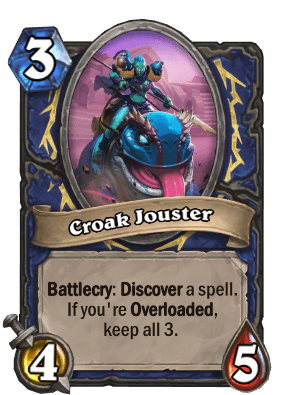 3
Croak Jouster
Battlecry: Discover a spell.
If you're Overloaded,
keep all 3.
4
5